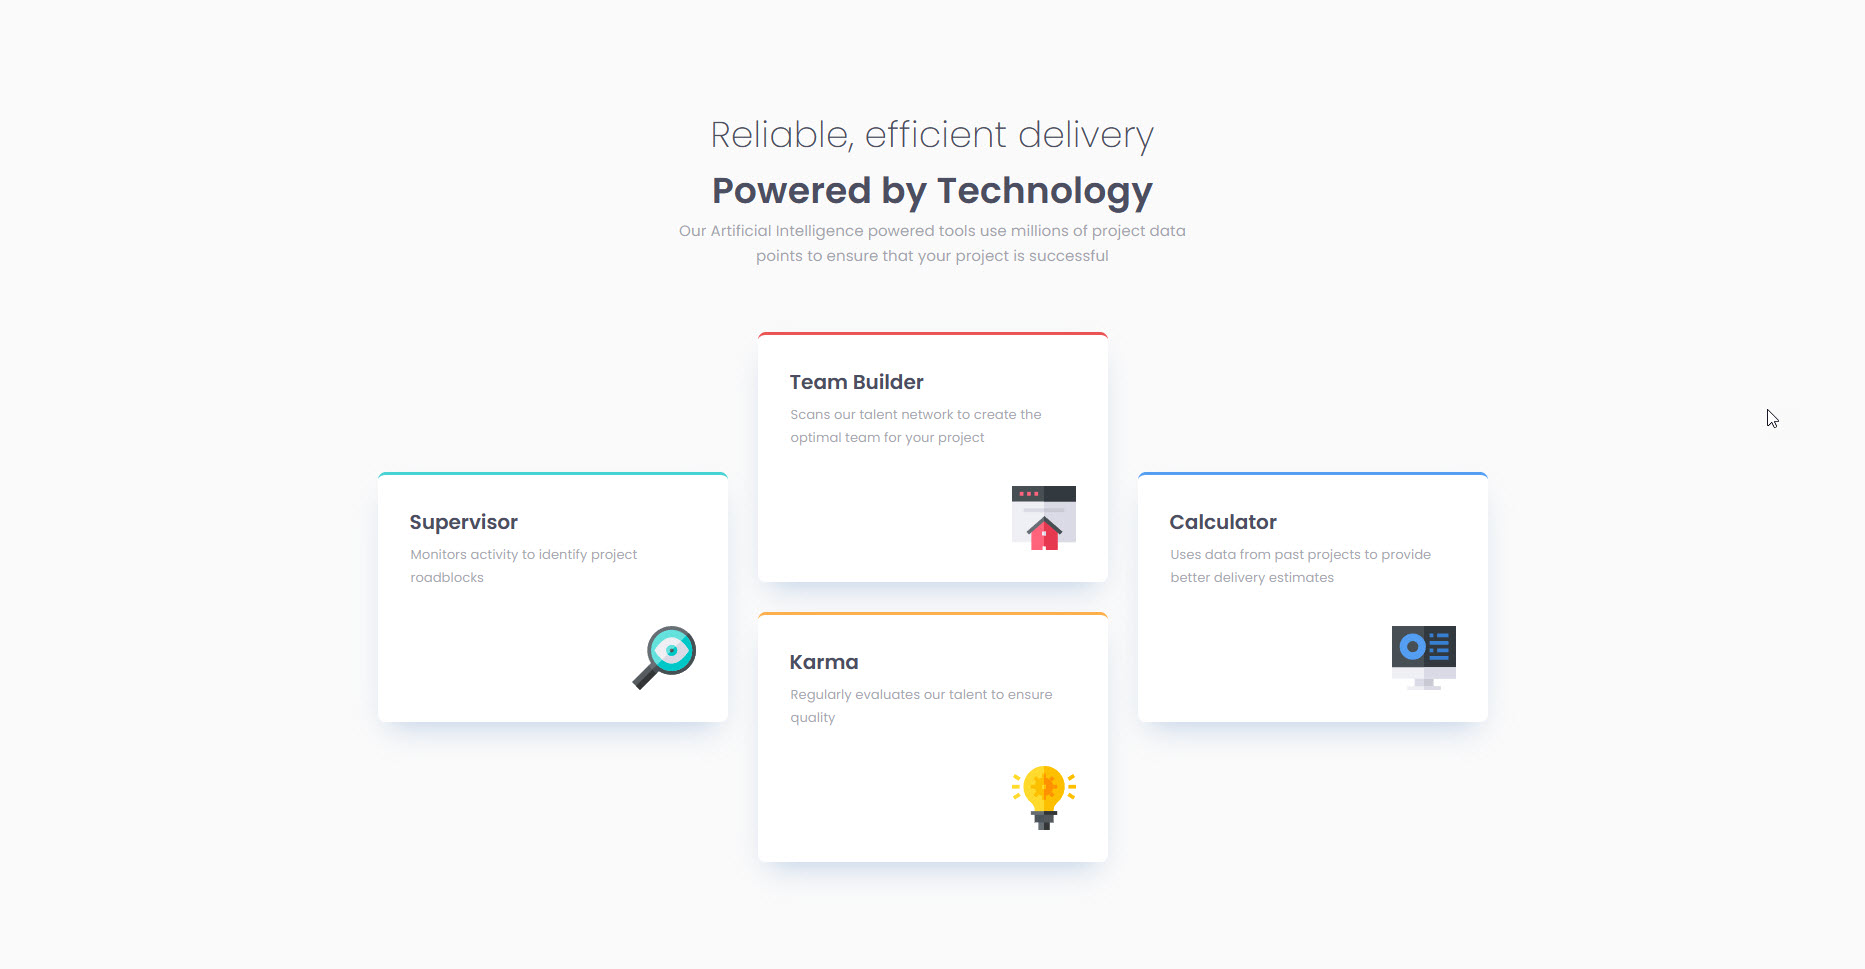 Reliable, efficient delivery
Powered by Technology
Our Artificial Intelligence powered tools use millions of project data
points to ensure that your project is successful
Team Builder
Scans our talent network to create the
optimal team for your project
Supervisor
Monitors activity to identify project
roadblocks
Calculator
Uses data from past projects to provide
better delivery estimates
Karma
Regularly evaluates our talent to ensure
quality